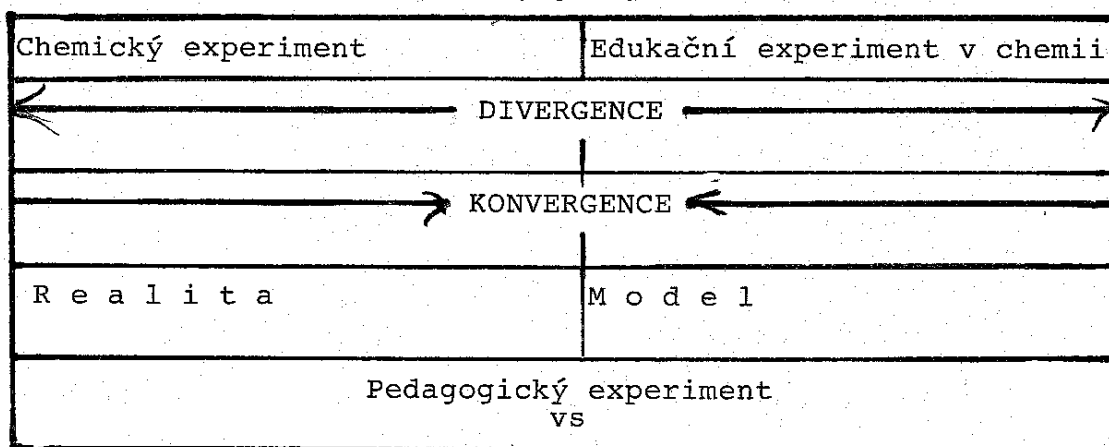 Chemický experiment
Edukační experiment v chemii
DIVERGENCE
KONVERGENCE
R e a l i t a
M o d e l
Pedagogický experiment
vs